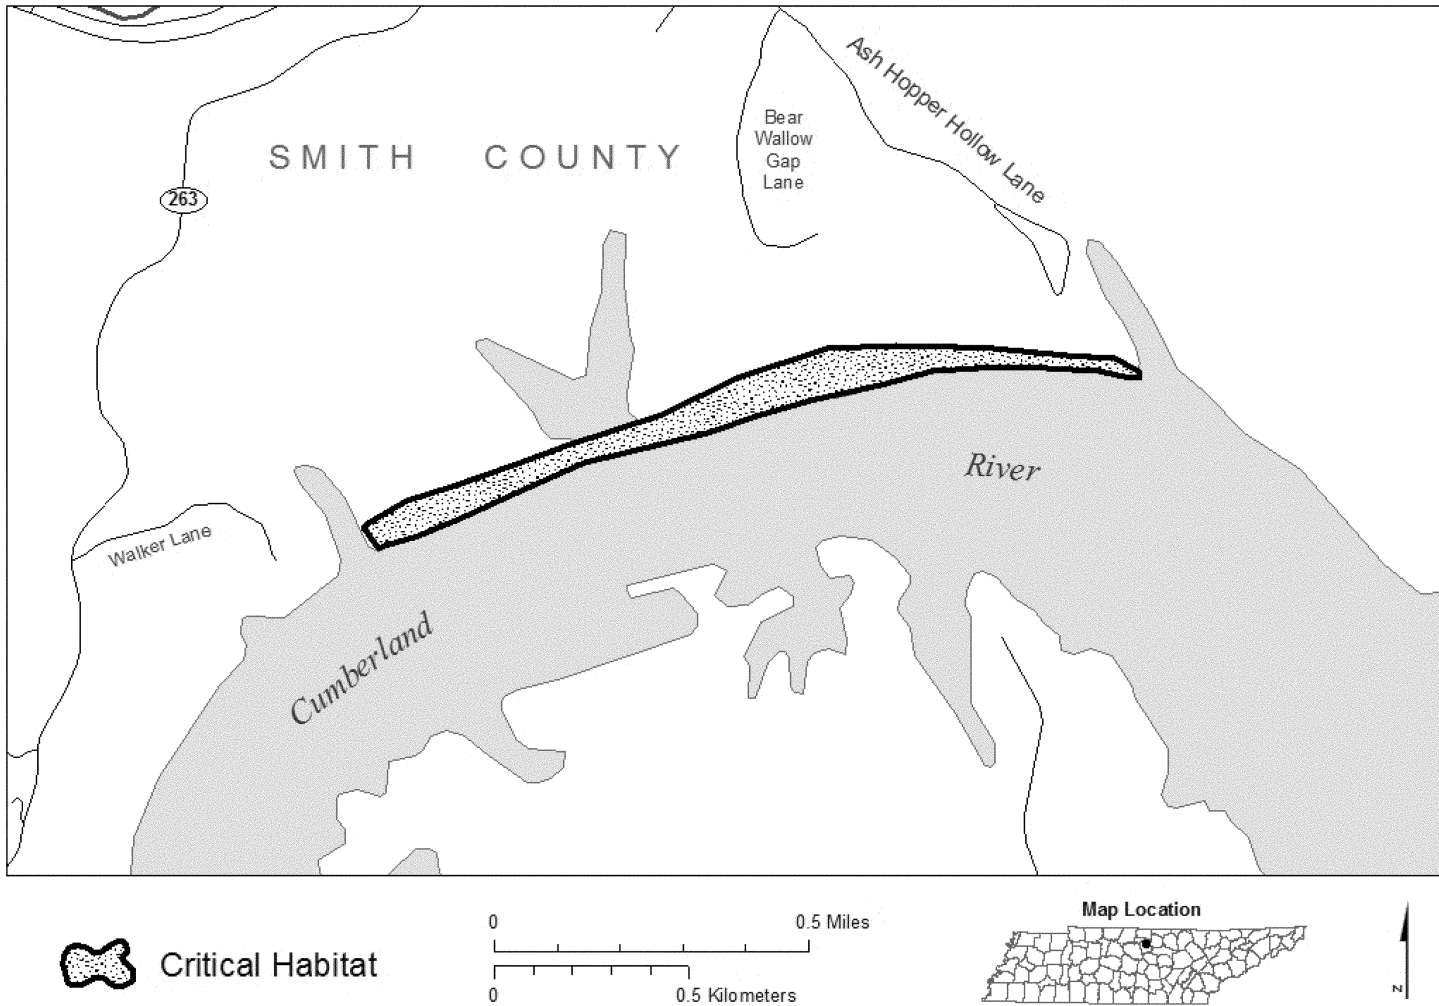 Ash Hopper Hollow Lane
Bear
Wallow
Gap
Lane
SMITH COUNTY
263
River
Walker Lane
Cumberland
Critical Habitat
0 0.5 Miles
0 0.5 Kilometers
Map Location
N